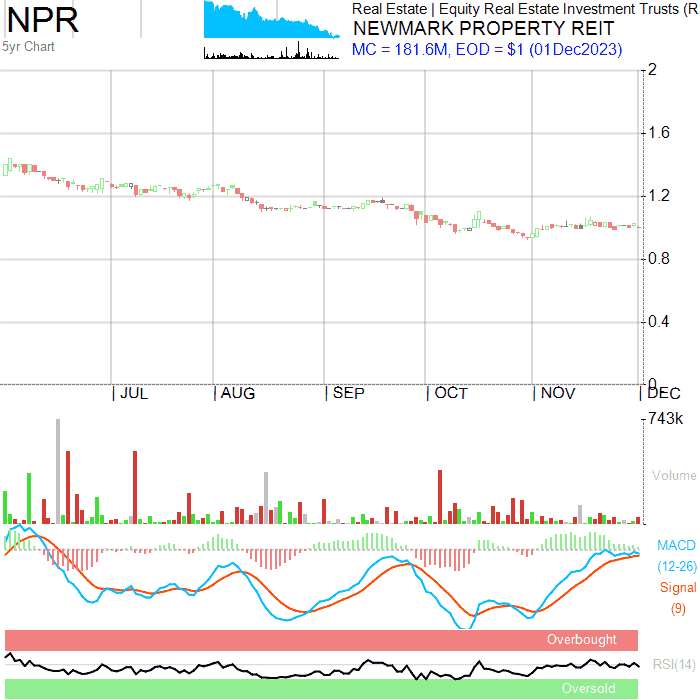 NPR
5yr Chart
Real Estate | Equity Real Estate Investment Trusts (R
NEWMARK PROPERTY REIT
MC = 181.6M, EOD = $1 (01Dec2023)
2
1.6
1.2
0.8
0.4
0
JUL AUG SEP OCT NOV DEC
743k
Volume
MACD
(12-26)
Signal
(9)
Overbought
RSI(14)
Oversold